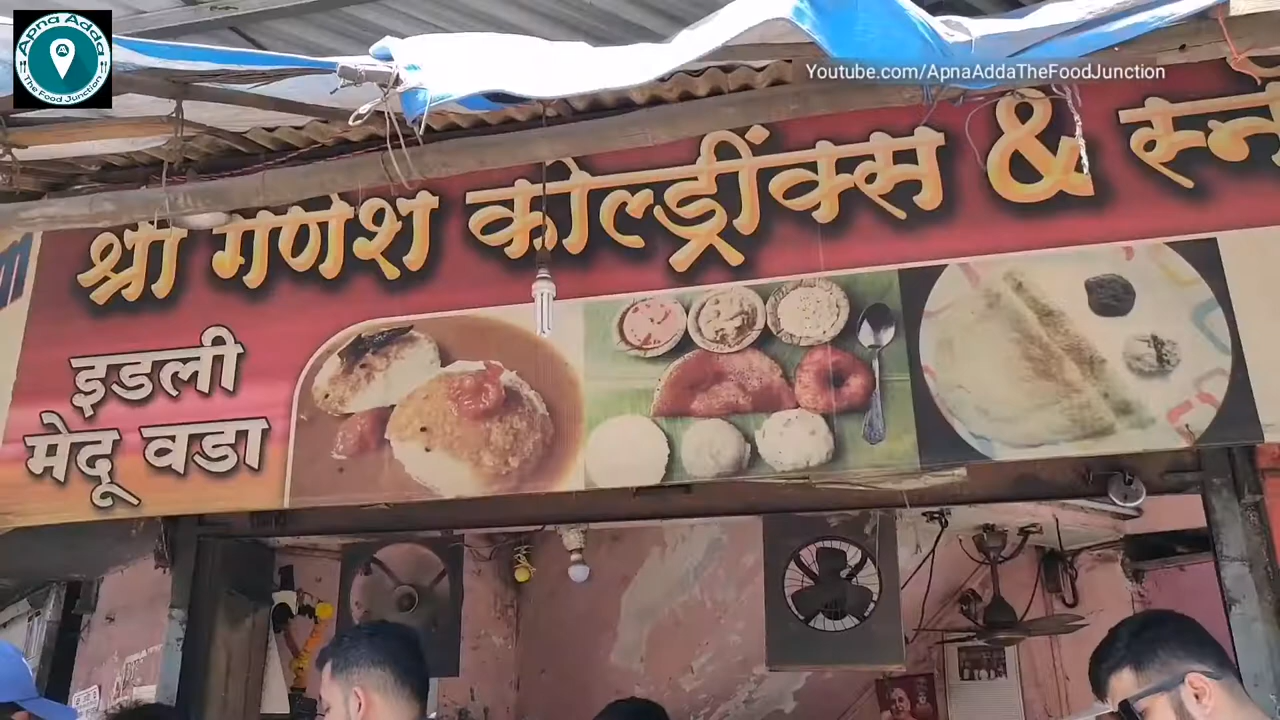 Apna Adda
A
The Food Junction
Youtube.com/ApnaAddaTheFoodJunction
श्री गणेश कोल्ड्रींक्स &
इडली
मेदू वडा